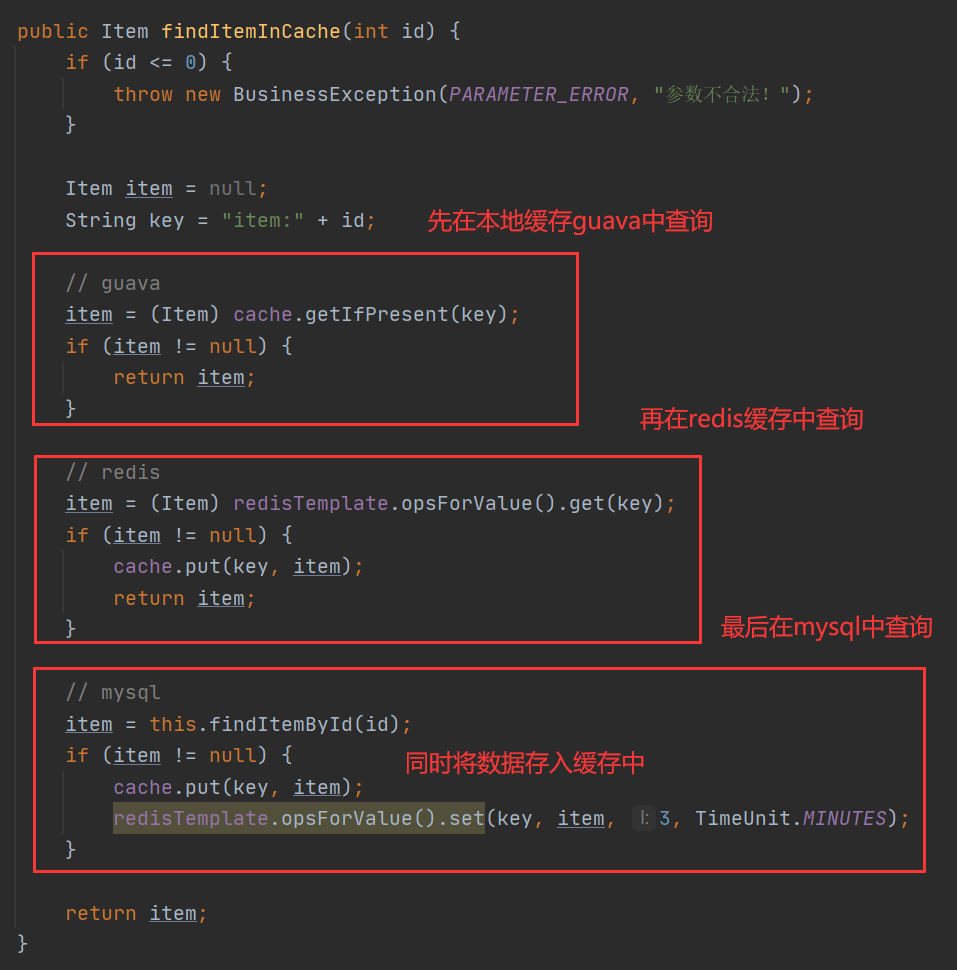 public Item findItemInCache(int id) {
if (id <= 0) {
throw new BusinessException(PARAMETER_ERROR, "参数不合法！");
}
Item item = null;
String key = "item:" + id;
先在本地缓存guava中查询
// guava
item = (Item) cache.getIfPresent(key);
if (item != null) {
return item;
}
再在redis缓存中查询
// redis
item = (Item) redisTemplate.opsForValue().get(key);
if (item != null) {
cache.put(key, item);
return item;
}
最后在mysql中查询
// mysql
item = this.findItemById(id);
if (item != null) {
同时将数据存入缓存中
cache.put(key, item);
redisTemplate.opsForValue().set(key, item, l: 3, TimeUnit.MINUTES);
}
return item;
}